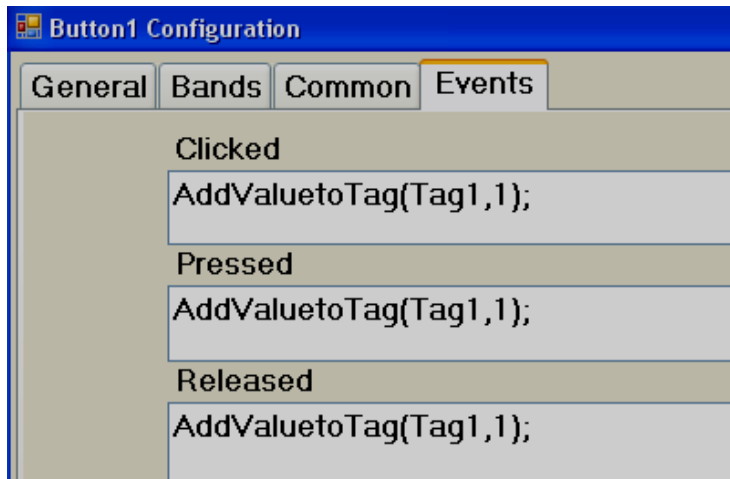 Button1 Configuration
General Bands Common Events
Clicked
AddValuetoTag(Tag1,1);
Pressed
AddValuetoTag(Tag1,1);
Released
AddValuetoTag(Tag1,1);